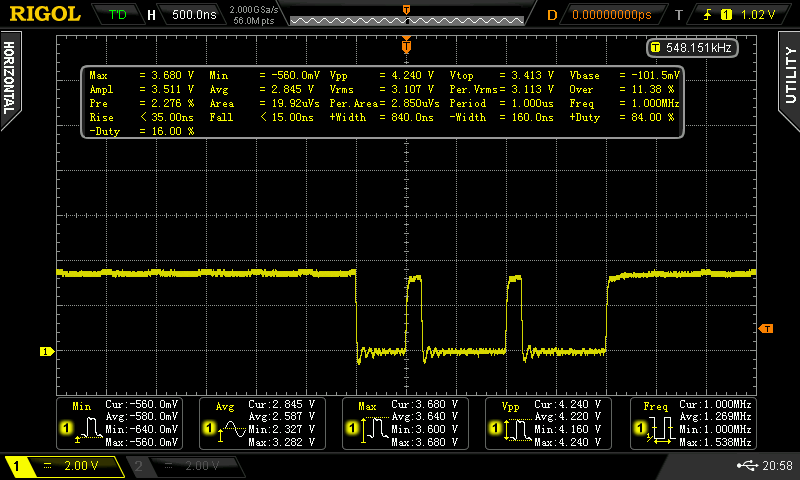 RIGOL T'D H 500.0ns 2.000GSa/s 56.0M pts T D 0.00000000ps T 1 1.02 V
HORIZONTAL
UTILITY
T
T 548.151kHz
Max = 3.680 V Min = -560.0mV Vpp = 4.240 V Vtop = 3.413 V Vbase = -101.5mV
Ampl = 3.511 V Avg = 2.845 V Vrms = 3.107 V Per.Vrms= 3.113 V Over = 11.38 %
Pre = 2.276 % Area = 19.92uVs Per.Area= 2.850uVs Period = 1.000us Freq = 1.000MHz
Rise < 35.00ns Fall < 15.00ns +Width = 840.0ns -Width = 160.0ns +Duty = 84.00 %
-Duty = 16.00 %
T
1
Min
1
Cur:-560.0mV
Avg:-580.0mV
Min:-640.0mV
Max:-560.0mV
Avg
1
Cur:2.845 V
Avg:2.587 V
Min:2.327 V
Max:3.282 V
Max
1
Cur:3.680 V
Avg:3.640 V
Min:3.600 V
Max:3.680 V
Vpp
1
Cur:4.240 V
Avg:4.220 V
Min:4.160 V
Max:4.240 V
Freq
1
Cur:1.000MHz
Avg:1.269MHz
Min:1.000MHz
Max:1.538MHz
1 = 2.00 V 2 = 2.00 V 20:58